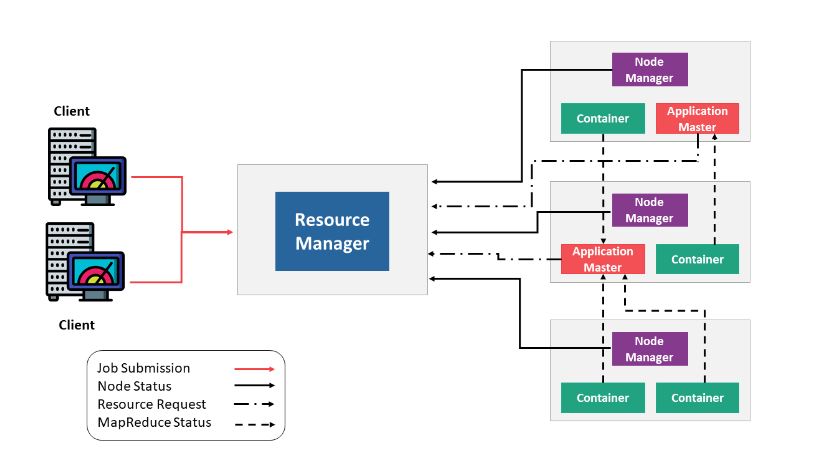 Client
Client
Resource
Manager
Node
Manager
Container
Application
Master
Node
Manager
Application
Master
Container
Node
Manager
Container
Container
Job Submission
Node Status
Resource Request
MapReduce Status